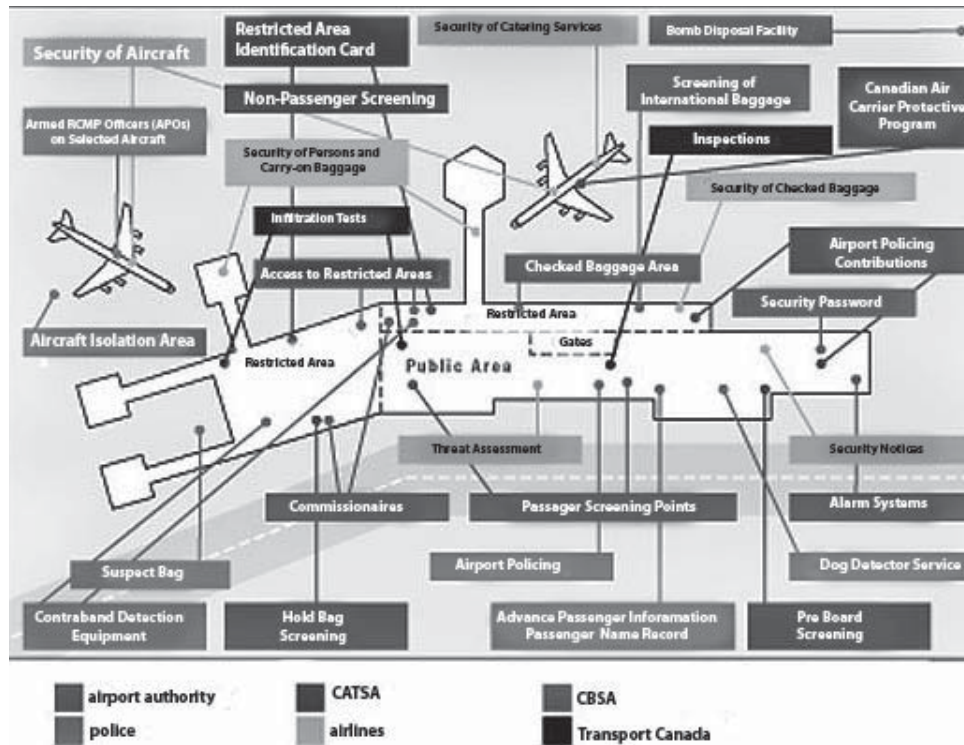 Restricted Area
Identification Card
Security of Catering Services
Bomb Disposal Facility
Security of Aircraft
Non-Passenger Screening
Screening of
International Baggage
Canadian Air
Carrier Protective
Program
Armed RCMP Officers (APOs)
on Selected Aircraft
Inspections
Security of Persons and
Carry-on Baggage
Security of Checked Baggage
Infiltration Tests
Access to Restricted Areas
Checked Baggage Area
Airport Policing
Contributions
Security Password
Aircraft Isolation Area
Restricted Area
Restricted Area
Gates
Public Area
Threat Assessment
Security Notices
Commissionaires
Passager Screening Points
Alarm Systems
Suspect Bag
Airport Policing
Dog Detector Service
Contraband Detection
Equipment
Hold Bag
Screening
Advance Passenger Inforamation
Passenger Name Record
Pre Board
Screening
airport authority
CATSA
CBSA
police
airlines
Transport Canada